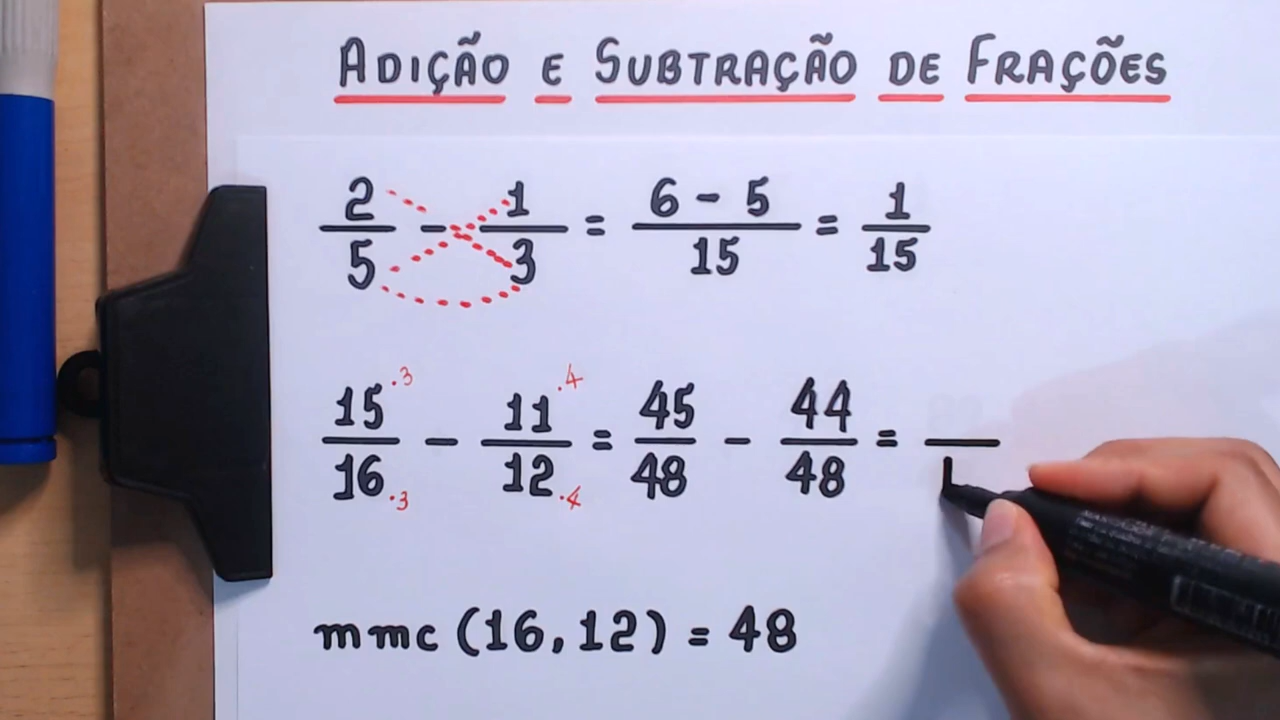 ADIÇÃO E SUBTRAÇÃO DE FRAÇÕES
2/5 - 1/3 = 6 - 5/15 = 1/15
15·3/16·3 - 11·4/12·4 = 45/48 - 44/48 =
mmc (16, 12) = 48